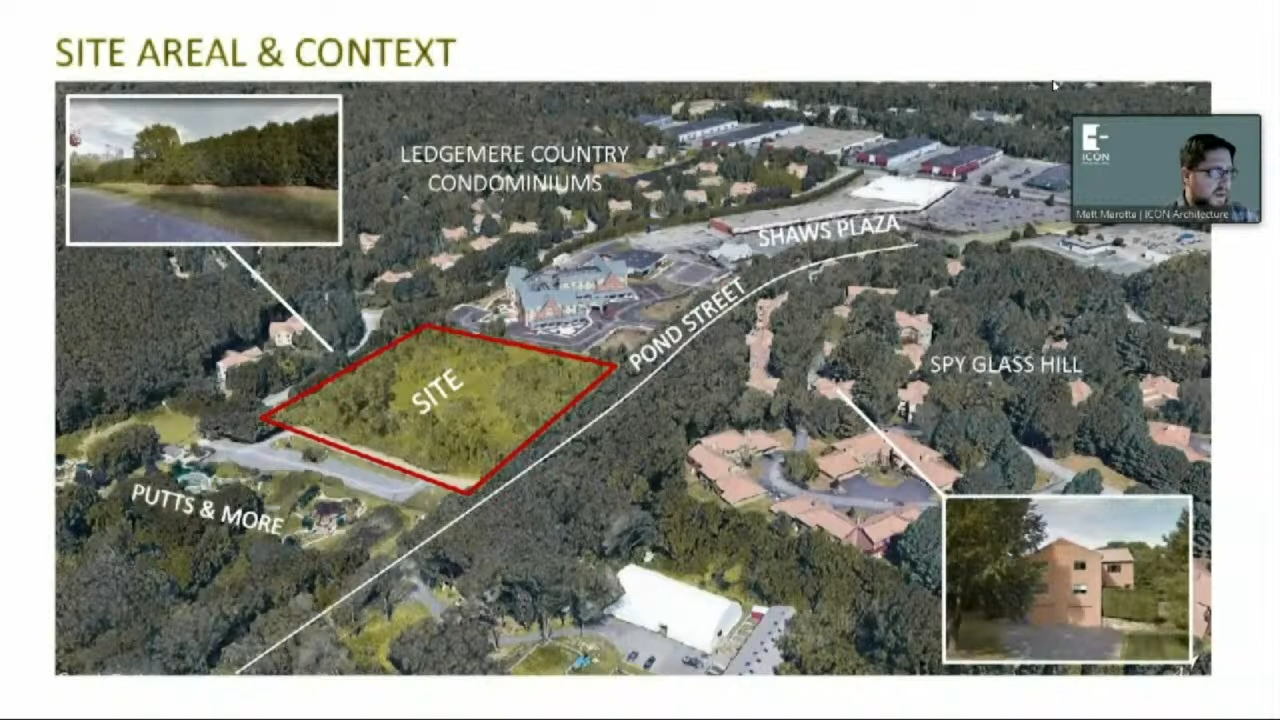 SITE AREAL & CONTEXT
LEDGEMERE COUNTRY
CONDOMINIUMS
ICON
Matt Marotta | ICON Architecture
SHAWS PLAZA
POND STREET
SPY GLASS HILL
SITE
PUTTS & MORE